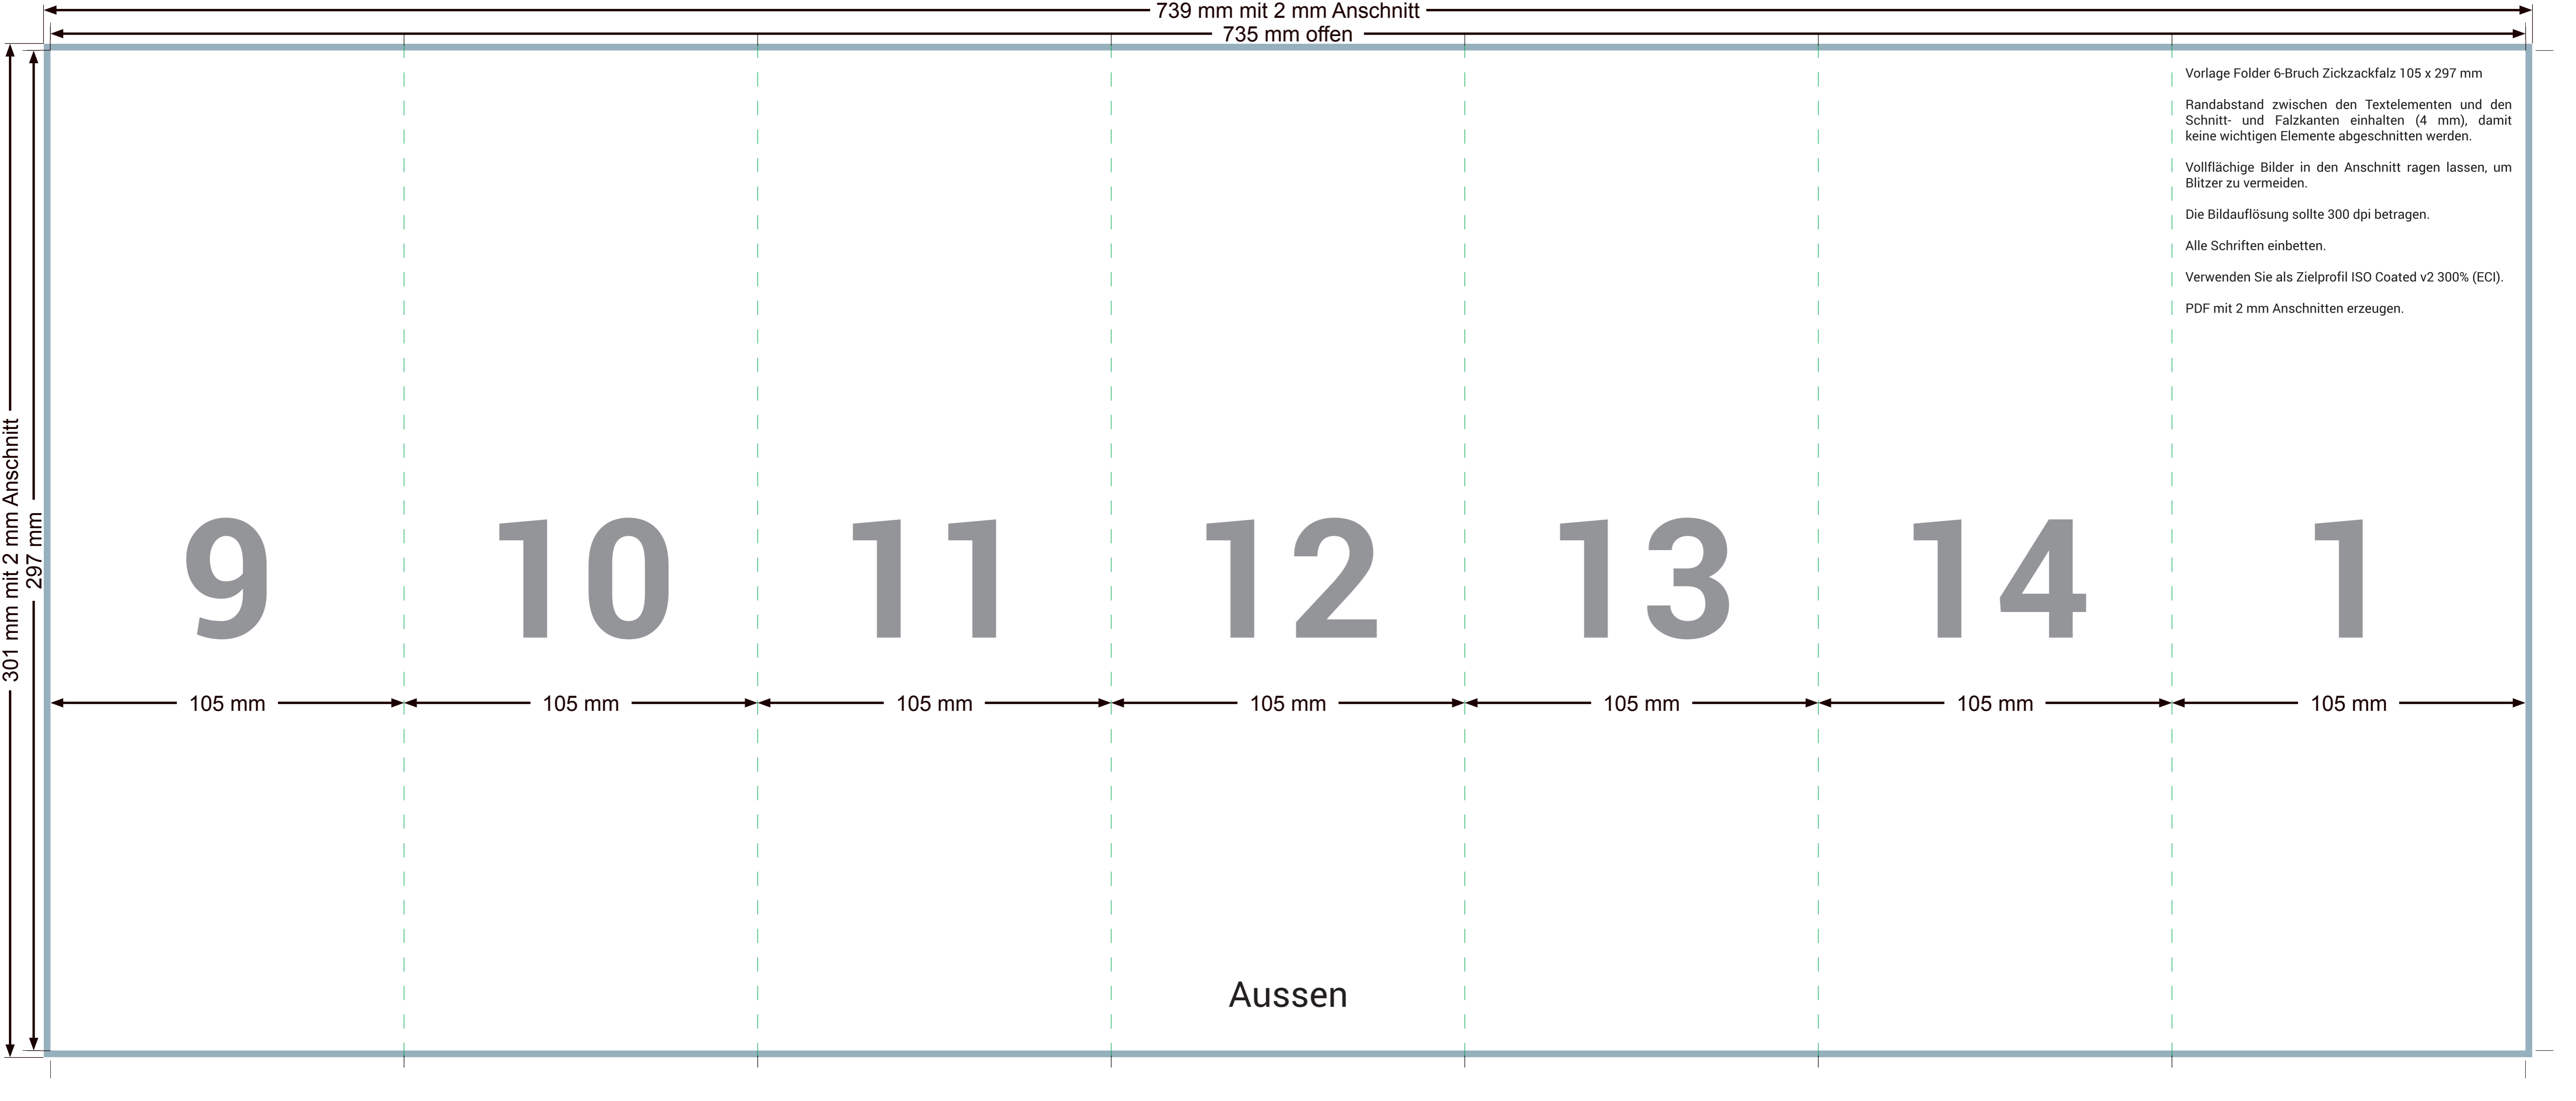 739 mm mit 2 mm Anschnitt
735 mm offen
301 mm mit 2 mm Anschnitt
297 mm
Vorlage Folder 6-Bruch Zickzackfalz 105 x 297 mm
Randabstand zwischen den Textelementen und den
Schnitt- und Falzkanten einhalten (4 mm), damit
keine wichtigen Elemente abgeschnitten werden.
Vollflächige Bilder in den Anschnitt ragen lassen, um
Blitzer zu vermeiden.
Die Bildauflösung sollte 300 dpi betragen.
Alle Schriften einbetten.
Verwenden Sie als Zielprofil ISO Coated v2 300% (ECI).
PDF mit 2 mm Anschnitten erzeugen.
9 10 11 12 13 14 1
105 mm 105 mm 105 mm 105 mm 105 mm 105 mm 105 mm
Aussen